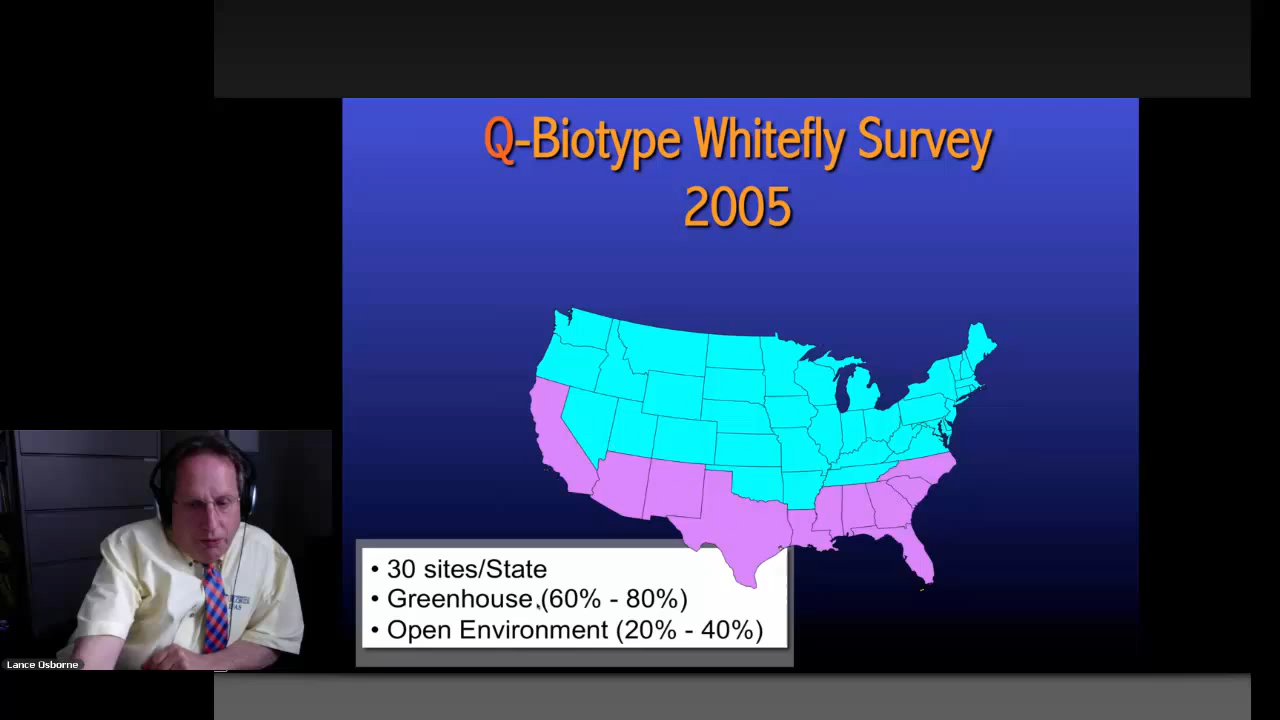 Q-Biotype Whitefly Survey
2005
• 30 sites/State
• Greenhouse (60% - 80%)
• Open Environment (20% - 40%)
Lance Osborne